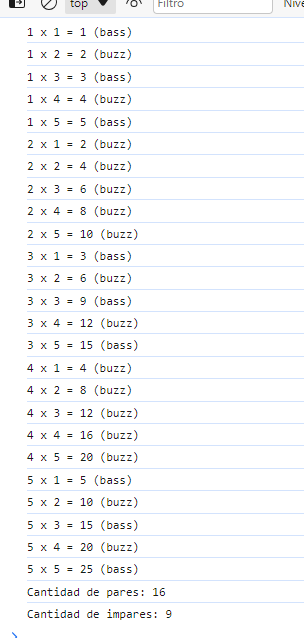 top Filtro
1 x 1 = 1 (bass)
1 x 2 = 2 (buzz)
1 x 3 = 3 (bass)
1 x 4 = 4 (buzz)
1 x 5 = 5 (bass)
2 x 1 = 2 (buzz)
2 x 2 = 4 (buzz)
2 x 3 = 6 (buzz)
2 x 4 = 8 (buzz)
2 x 5 = 10 (buzz)
3 x 1 = 3 (bass)
3 x 2 = 6 (buzz)
3 x 3 = 9 (bass)
3 x 4 = 12 (buzz)
3 x 5 = 15 (bass)
4 x 1 = 4 (buzz)
4 x 2 = 8 (buzz)
4 x 3 = 12 (buzz)
4 x 4 = 16 (buzz)
4 x 5 = 20 (buzz)
5 x 1 = 5 (bass)
5 x 2 = 10 (buzz)
5 x 3 = 15 (bass)
5 x 4 = 20 (buzz)
5 x 5 = 25 (bass)
Cantidad de pares: 16
Cantidad de impares: 9